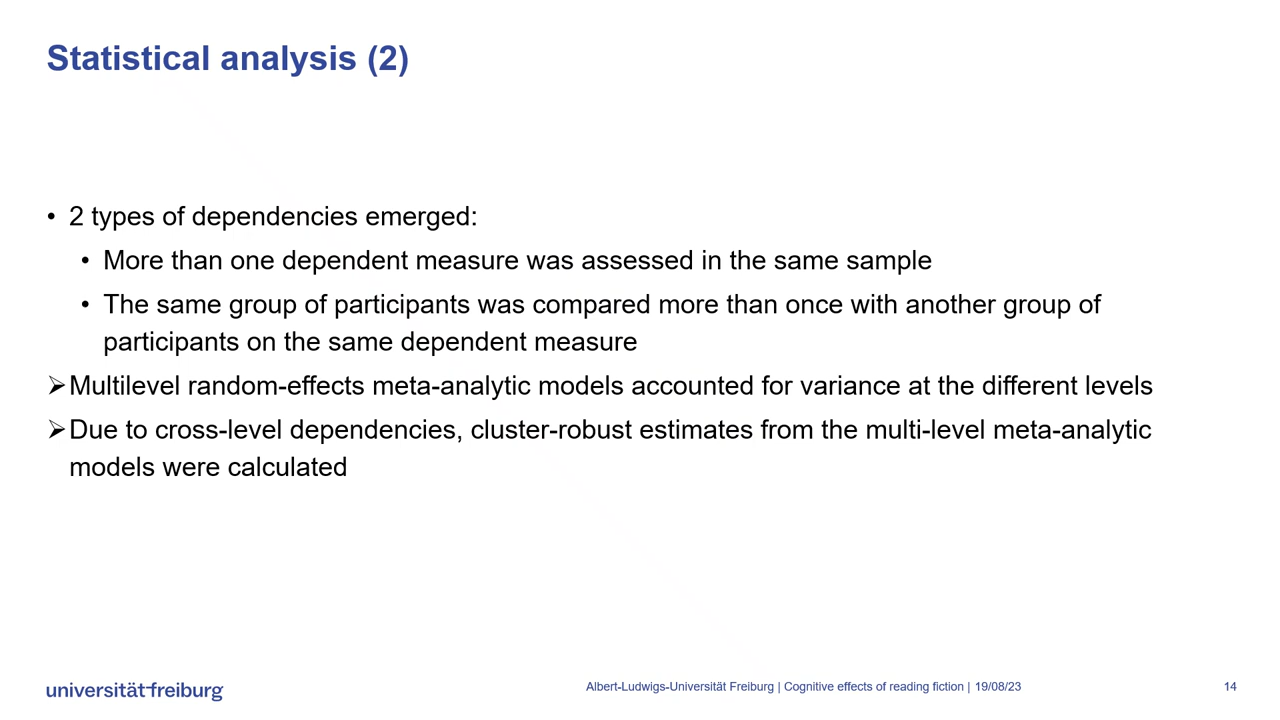 Statistical analysis (2)
• 2 types of dependencies emerged:
• More than one dependent measure was assessed in the same sample
• The same group of participants was compared more than once with another group of
participants on the same dependent measure
➢Multilevel random-effects meta-analytic models accounted for variance at the different levels
➢Due to cross-level dependencies, cluster-robust estimates from the multi-level meta-analytic
models were calculated
universität freiburg
Albert-Ludwigs-Universität Freiburg | Cognitive effects of reading fiction | 19/08/23
14